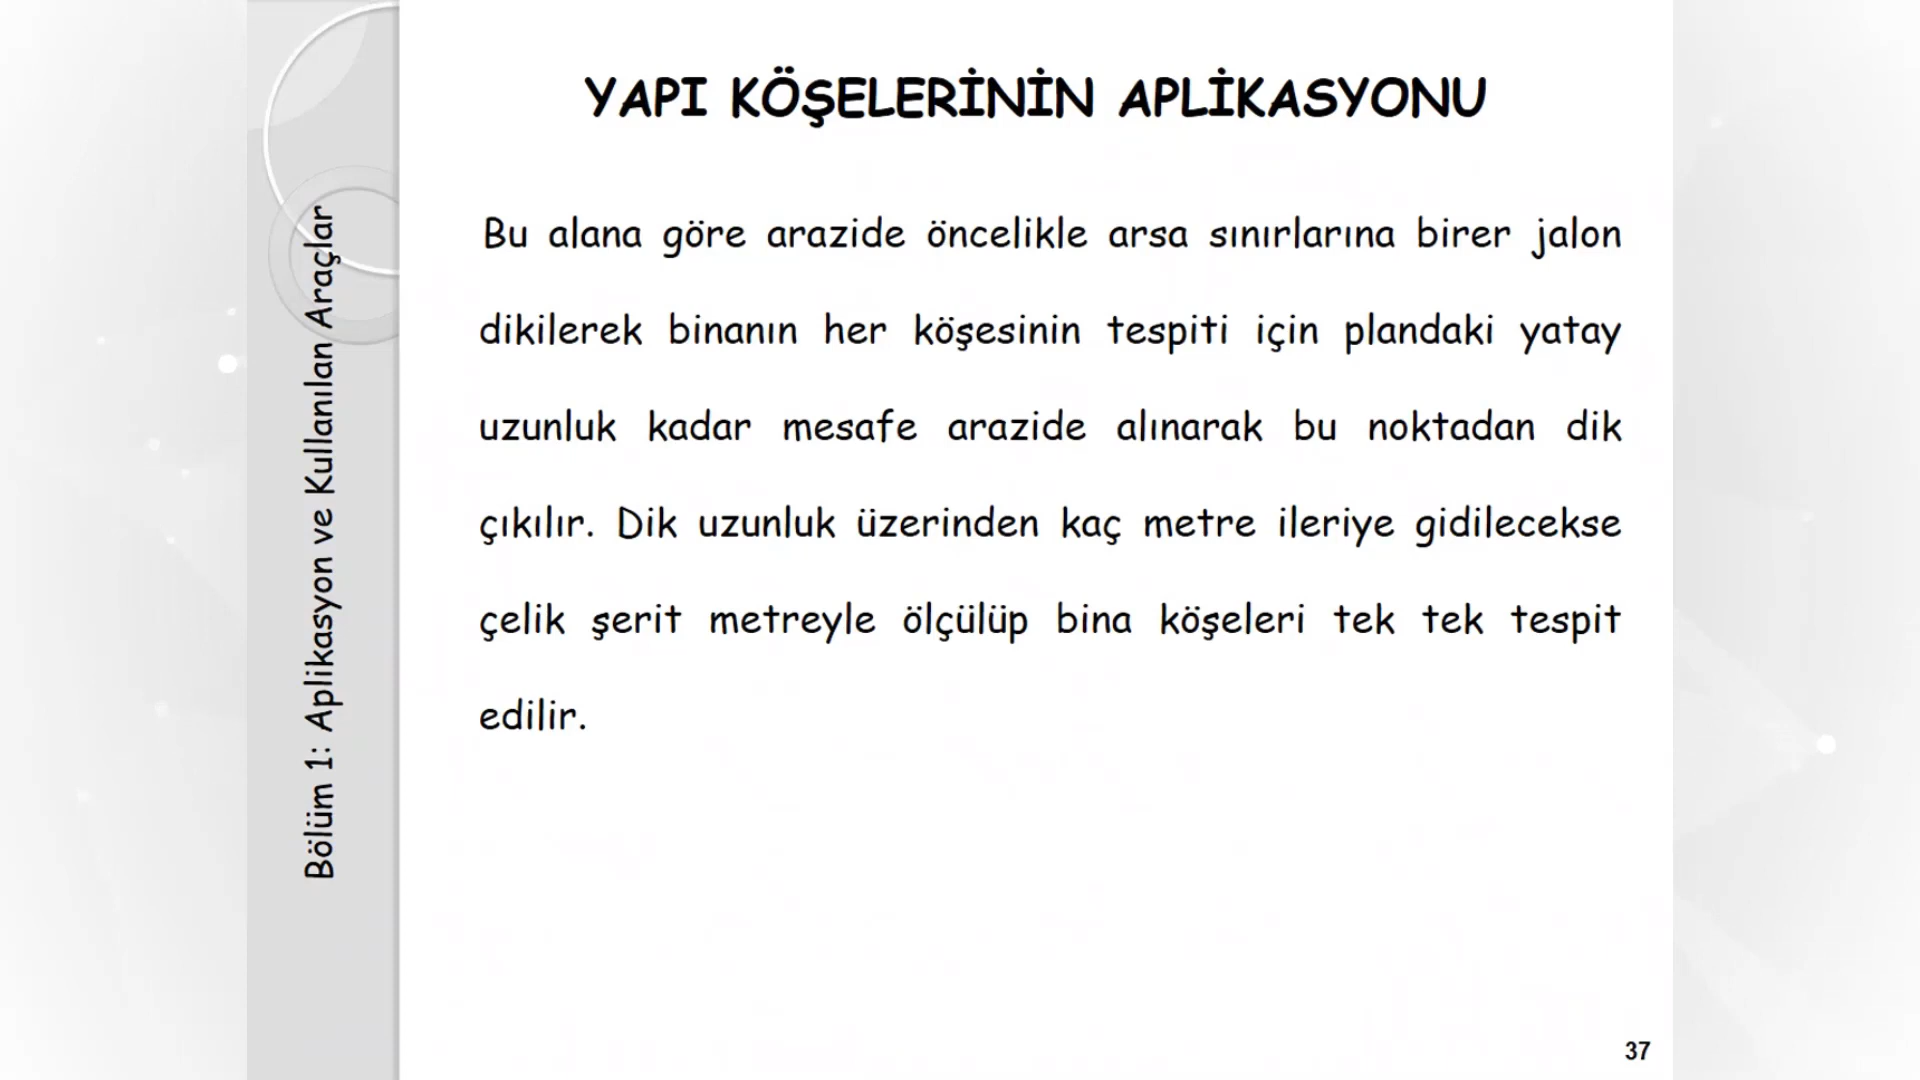 YAPI KÖŞELERİNİN APLİKASYONU
Bölüm 1: Aplikasyon ve Kullanılan Araçlar
Bu alana göre arazide öncelikle arsa sınırlarına birer jalon
dikilerek binanın her köşesinin tespiti için plandaki yatay
uzunluk kadar mesafe arazide alınarak bu noktadan dik
çıkılır. Dik uzunluk üzerinden kaç metre ileriye gidilecekse
çelik şerit metreyle ölçülüp bina köşeleri tek tek tespit
edilir.
37